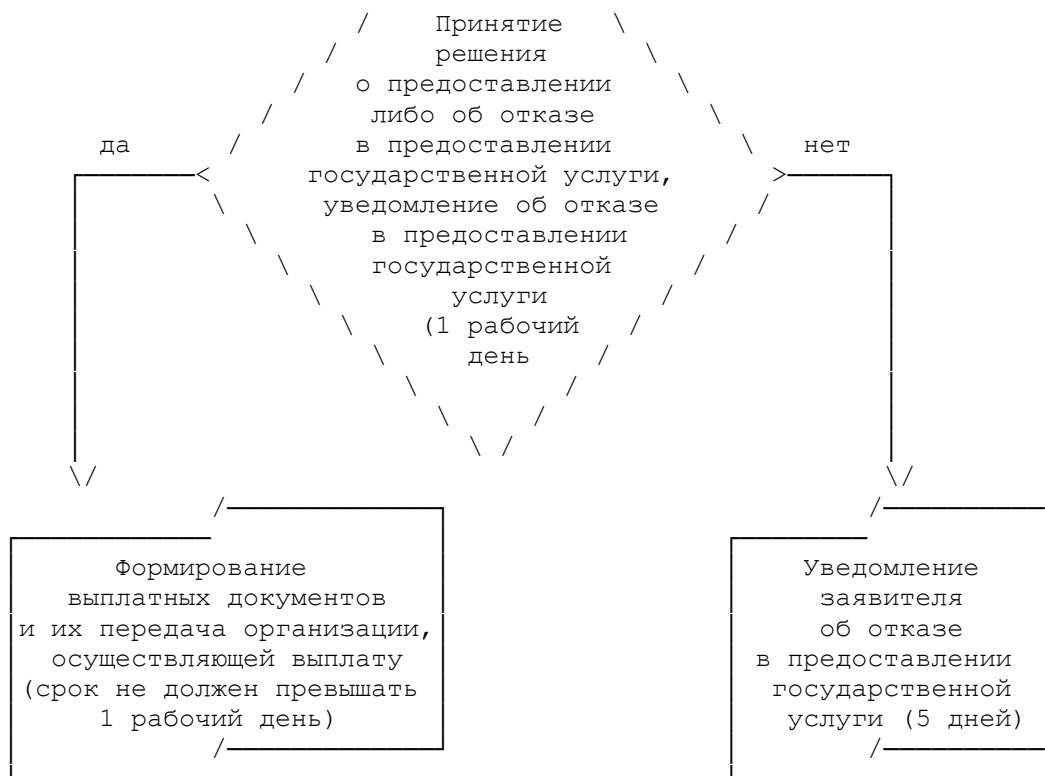 Принятие
решения
о предоставлении
либо об отказе
да в предоставлении нет
государственной услуги,
уведомление об отказе
в предоставлении
государственной
услуги
(1 рабочий
день
Формирование
выплатных документов
и их передача организации,
осуществляющей выплату
(срок не должен превышать
1 рабочий день)
Уведомление
заявителя
об отказе
в предоставлении
государственной
услуги (5 дней)